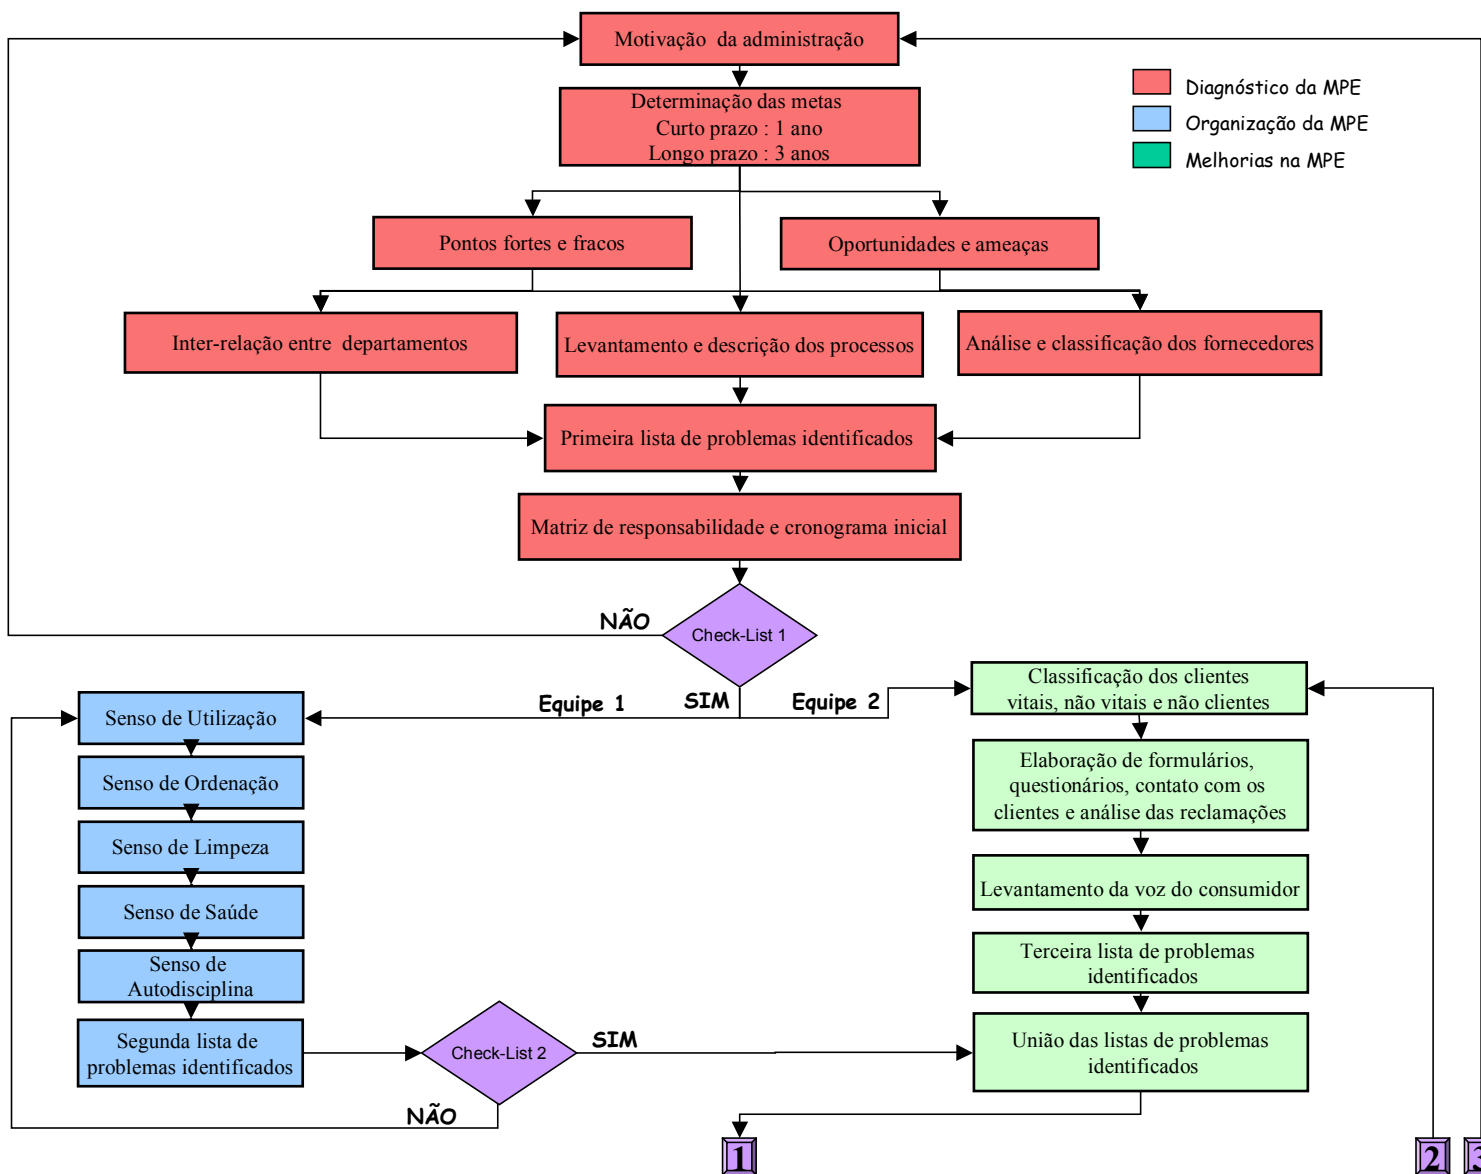 Motivação da administração
Determinação das metas
Curto prazo : 1 ano
Longo prazo : 3 anos
Diagnóstico da MPE
Organização da MPE
Melhorias na MPE
Pontos fortes e fracos
Oportunidades e ameaças
Inter-relação entre departamentos
Levantamento e descrição dos processos
Análise e classificação dos fornecedores
Primeira lista de problemas identificados
Matriz de responsabilidade e cronograma inicial
NÃO
Check-List 1
Equipe 1
SIM
Equipe 2
Classificação dos clientes
vitais, não vitais e não clientes
Senso de Utilização
Senso de Ordenação
Senso de Limpeza
Senso de Saúde
Senso de
Autodisciplina
Segunda lista de
problemas identificados
Elaboração de formulários,
questionários, contato com os
clientes e análise das reclamações
Levantamento da voz do consumidor
Terceira lista de problemas
identificados
Check-List 2
SIM
NÃO
União das listas de problemas
identificados
1
2
3